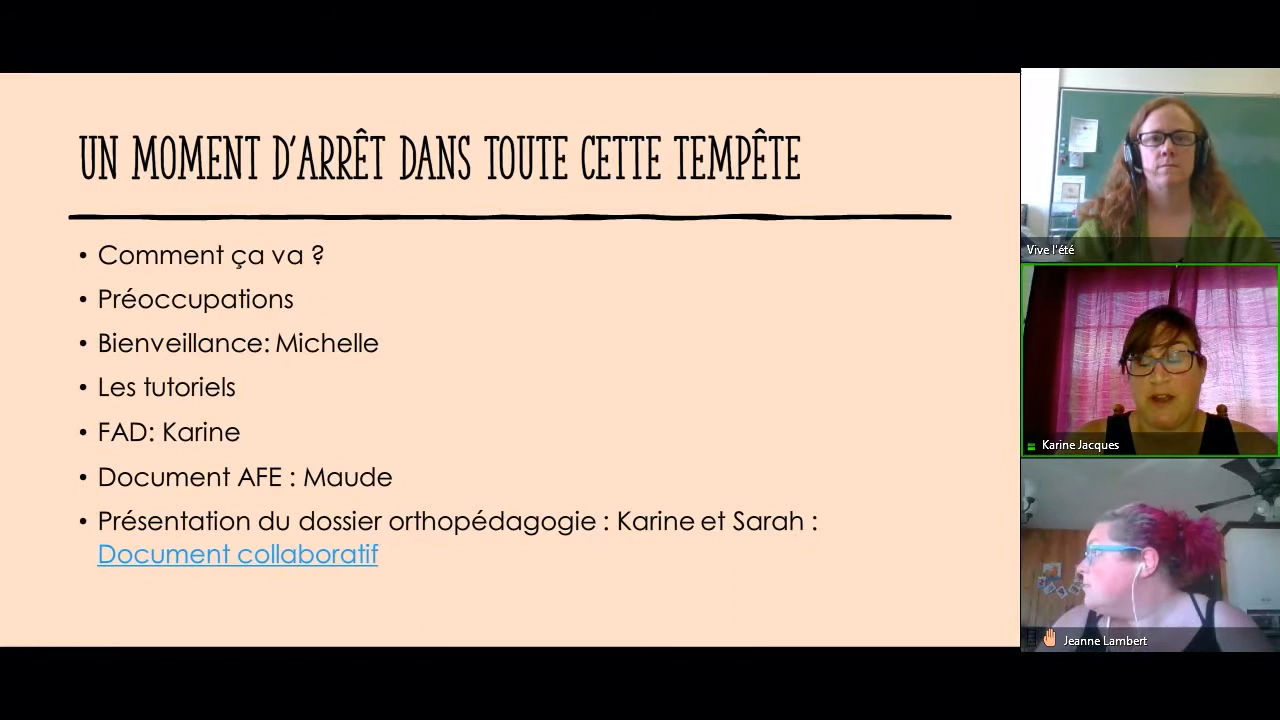 UN MOMENT D'ARRÊT DANS TOUTE CETTE TEMPÊTE
• Comment ça va ?
• Préoccupations
• Bienveillance: Michelle
• Les tutoriels
• FAD: Karine
• Document AFE : Maude
• Présentation du dossier orthopédagogie : Karine et Sarah :
Document collaboratif
Vive l'été
Karine Jacques
Jeanne Lambert